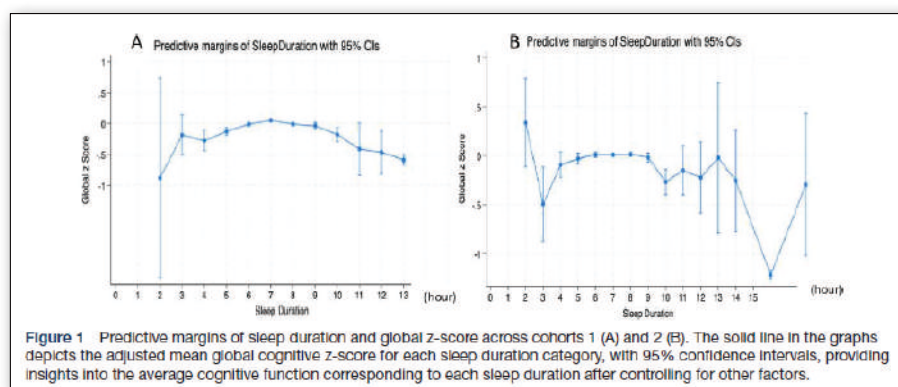 A Predictive margins of SleepDuration with 95% CIs
1
.5
0
-.5
-1
Global z Score
0 1 2 3 4 5 6 7 8 9 10 11 12 13 (hour)
Sleep Duration
B Predictive margins of SleepDuration with 95% CIs
1
.5
0
-.5
-1
Global z Score
0 1 2 3 4 5 6 7 8 9 10 11 12 13 14 15 (hour)
Sleep Duration
Figure 1 Predictive margins of sleep duration and global z-score across cohorts 1 (A) and 2 (B). The solid line in the graphs
depicts the adjusted mean global cognitive z-score for each sleep duration category, with 95% confidence intervals, providing
insights into the average cognitive function corresponding to each sleep duration after controlling for other factors.